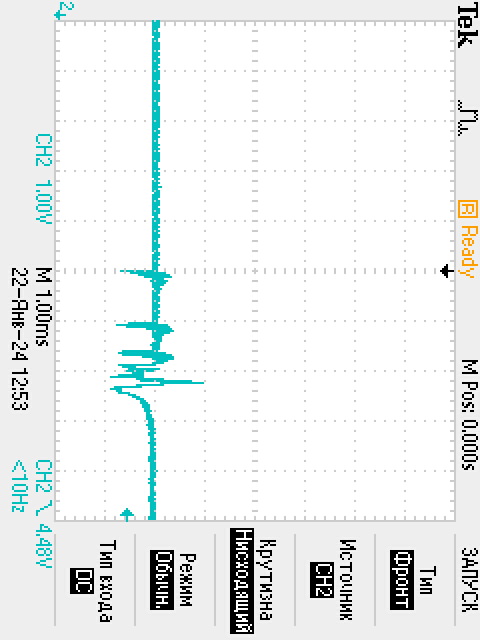 Tek
R Ready
M Pos: 0.000s
ЗАПУСК
Тип
Фронт
Источник
CH2
Крутизна
Нисходящий
Режим
Обычн.
Тип входа
DC
2
CH2 1.00V
M 1.00ms
CH2 4.48V
22-Янв-24 12:53
<10Hz